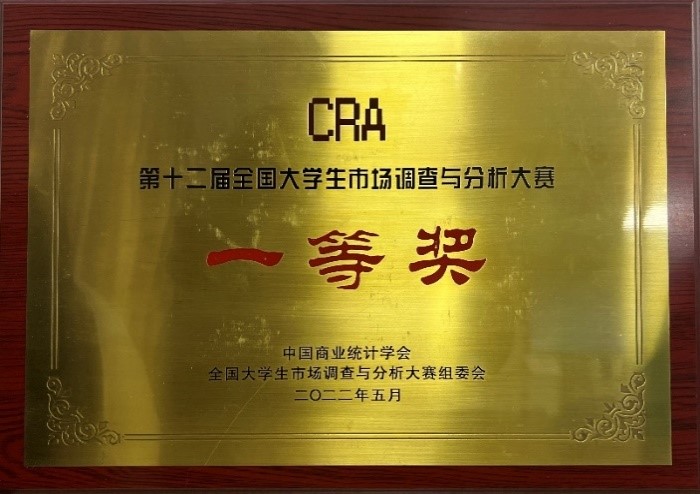 CRA
第十二届全国大学生市场调查与分析大赛
一等奖
中国商业统计学会
全国大学生市场调查与分析大赛组委会
二〇二二年五月